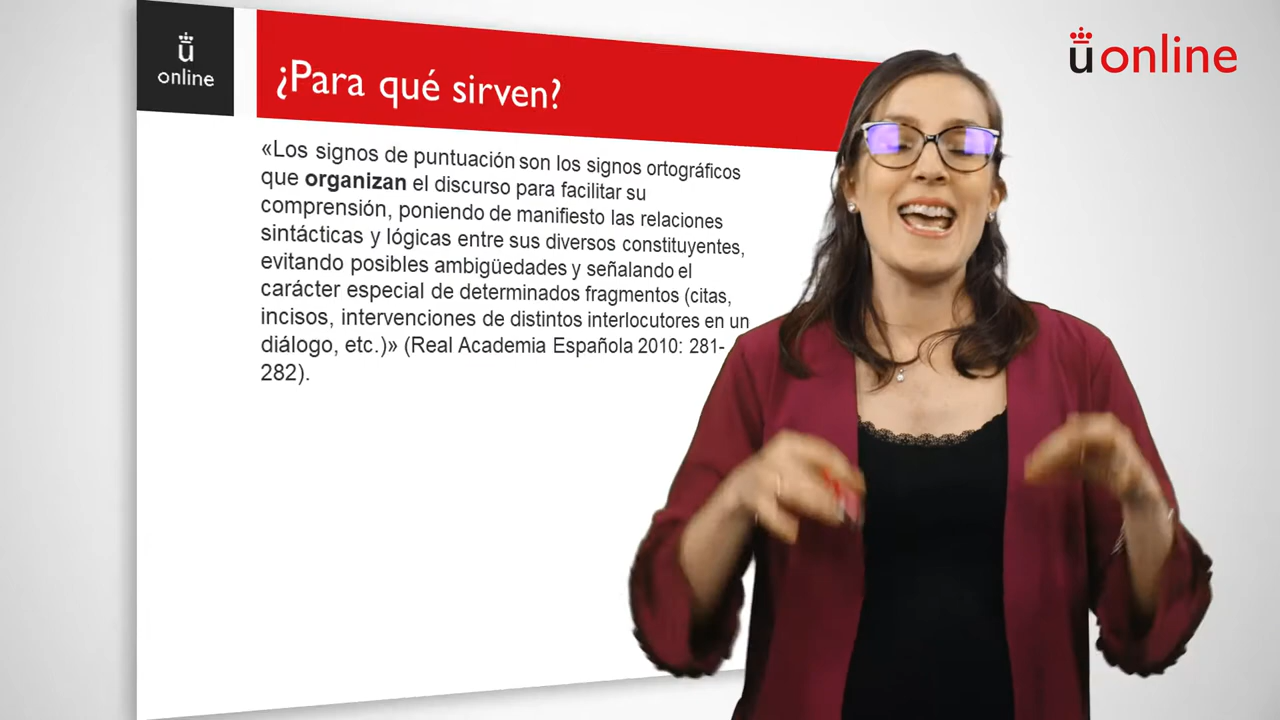 ü
online
¿Para qué sirven?
üonline
«Los signos de puntuación son los signos ortográficos
que organizan el discurso para facilitar su
comprensión, poniendo de manifiesto las relaciones
sintácticas y lógicas entre sus diversos constituyentes,
evitando posibles ambigüedades y señalando el
carácter especial de determinados fragmentos (citas,
incisos, intervenciones de distintos interlocutores en un
diálogo, etc.)» (Real Academia Española 2010: 281-
282).